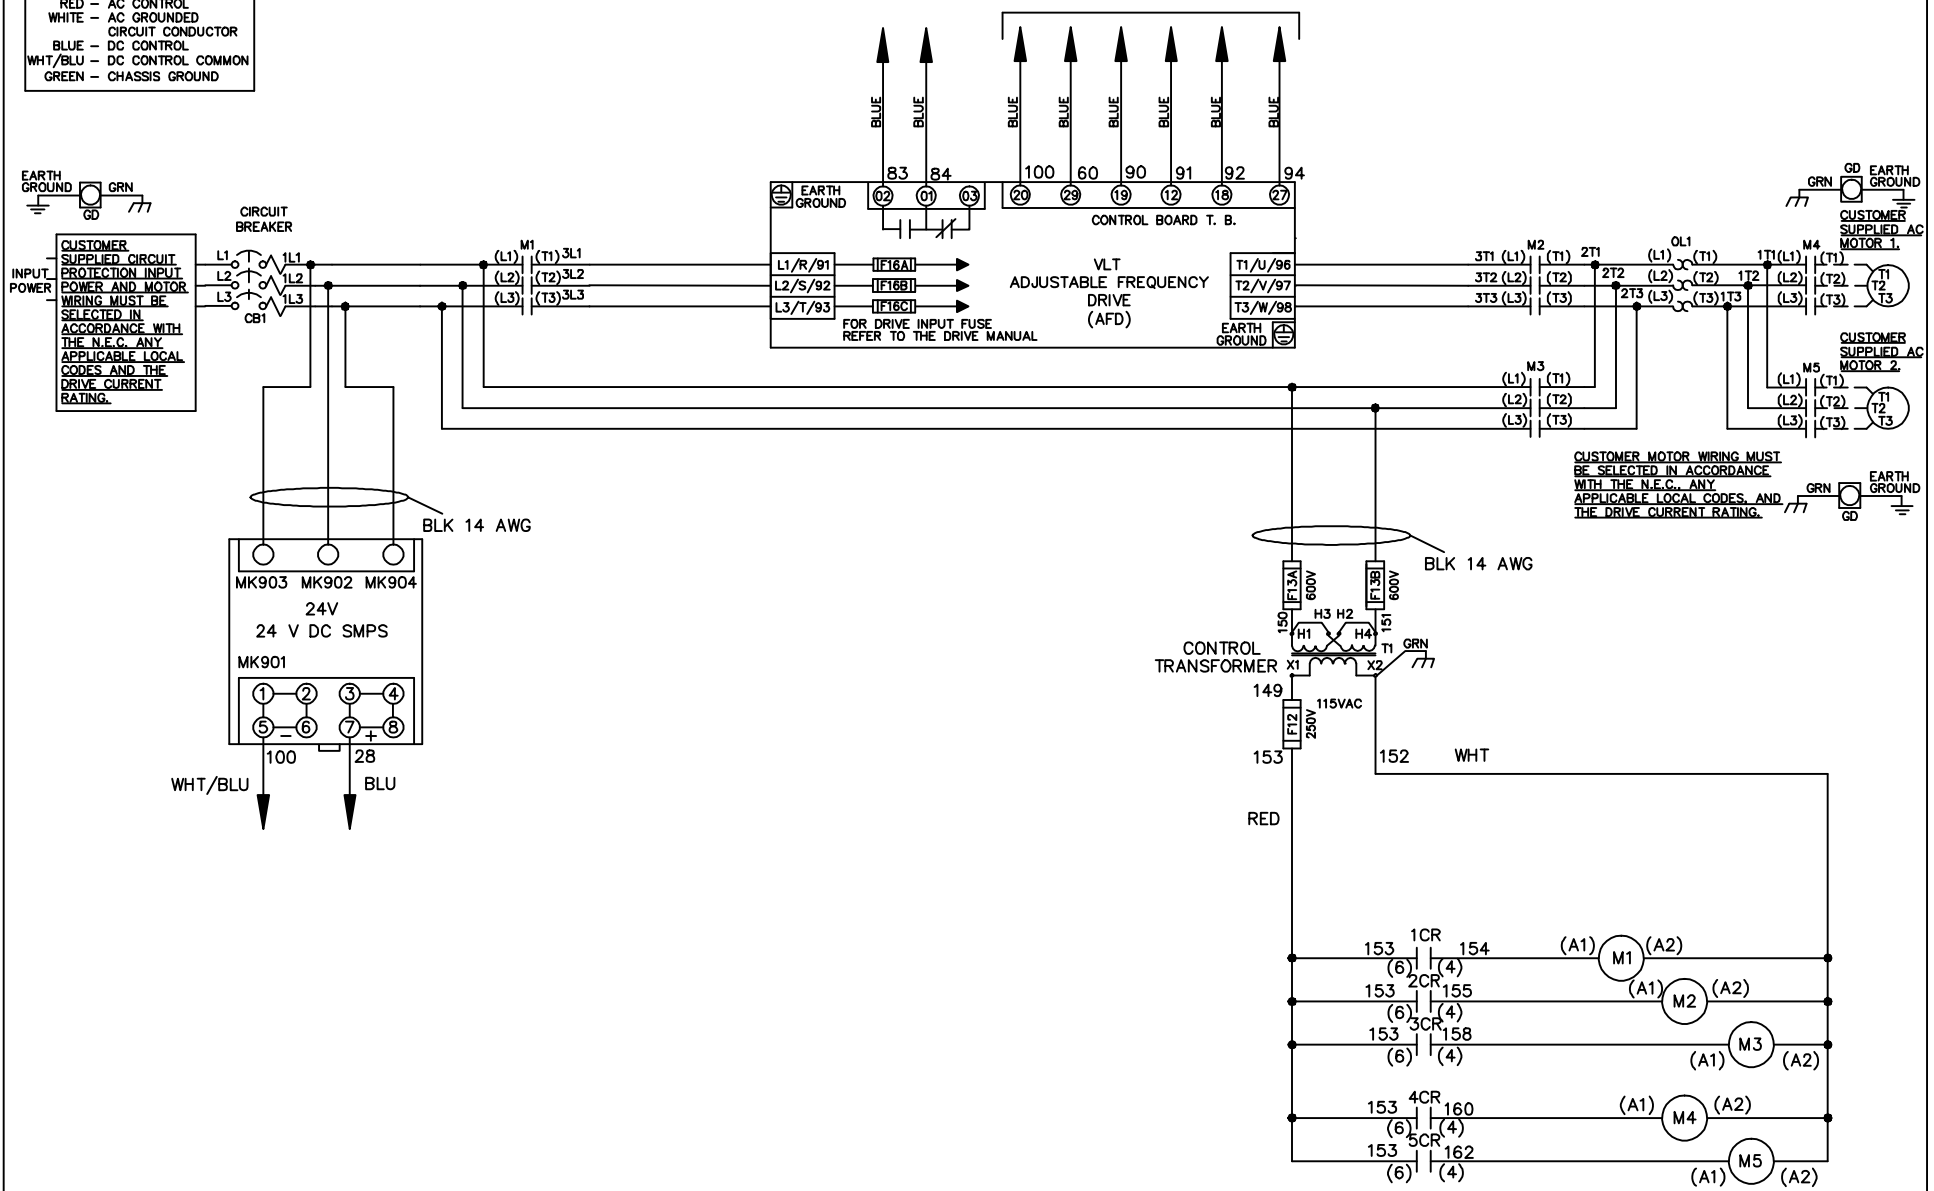 RED – AC CONTROL
WHITE – AC GROUNDED
CIRCUIT CONDUCTOR
BLUE – DC CONTROL
WHT/BLU – DC CONTROL COMMON
GREEN – CHASSIS GROUND
BLUE
BLUE
BLUE
BLUE
BLUE
BLUE
BLUE
BLUE
83
84
100
60
90
91
92
94
EARTH
GROUND
GRN
GD
CIRCUIT
BREAKER
INPUT
POWER
CUSTOMER
SUPPLIED CIRCUIT
PROTECTION INPUT
POWER AND MOTOR
WIRING MUST BE
SELECTED IN
ACCORDANCE WITH
THE N.E.C. ANY
APPLICABLE LOCAL
CODES AND THE
DRIVE CURRENT
RATING.
L1
L2
L3
1L1
1L2
1L3
CB1
M1
(L1) (T1) 3L1
(L2) (T2) 3L2
(L3) (T3) 3L3
EARTH
GROUND
02 01 03
20 29 19 12 18 27
CONTROL BOARD T. B.
L1/R/91
L2/S/92
L3/T/93
F16A
F16B
F16C
FOR DRIVE INPUT FUSE
REFER TO THE DRIVE MANUAL
VLT
ADJUSTABLE FREQUENCY
DRIVE
(AFD)
T1/U/96
T2/V/97
T3/W/98
EARTH
GROUND
M2
3T1 (L1) (T1) 2T1
3T2 (L2) (T2) 2T2
3T3 (L3) (T3) 2T3
OL1
(L1) (T1) 1T1
(L2) (T2) 1T2
(L3) (T3) 1T3
M4
(L1) (T1)
(L2) (T2)
(L3) (T3)
T1
T2
T3
GRN
GD
EARTH
GROUND
CUSTOMER
SUPPLIED AC
MOTOR 1.
CUSTOMER
SUPPLIED AC
MOTOR 2.
M3
(L1) (T1)
(L2) (T2)
(L3) (T3)
M5
(L1) (T1)
(L2) (T2)
(L3) (T3)
T1
T2
T3
CUSTOMER MOTOR WIRING MUST
BE SELECTED IN ACCORDANCE
WITH THE N.E.C., ANY
APPLICABLE LOCAL CODES, AND
THE DRIVE CURRENT RATING.
GRN
GD
EARTH
GROUND
BLK 14 AWG
MK903 MK902 MK904
24V
24 V DC SMPS
MK901
1 2 3 4
5 6 7 8
– +
100
28
WHT/BLU
BLU
BLK 14 AWG
F13A
600V
F13B
600V
150
151
H3 H2
H1 H4
T1
GRN
CONTROL
TRANSFORMER
X1 X2
149
115VAC
F12
250V
153
152
WHT
RED
1CR
153 154
(6) (4)
(A1) M1 (A2)
2CR
153 155
(6) (4)
(A1) M2 (A2)
3CR
153 158
(6) (4)
(A1) M3 (A2)
4CR
153 160
(6) (4)
(A1) M4 (A2)
5CR
153 162
(6) (4)
(A1) M5 (A2)